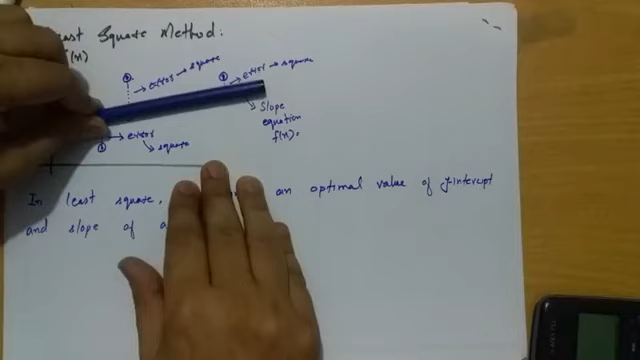 Square Method:
f(x)
② → error → square
③ → error → square
→ Slope
equation
f(x).
→ error
① → square
In least square, an optimal value of y-intercept
and slope of a